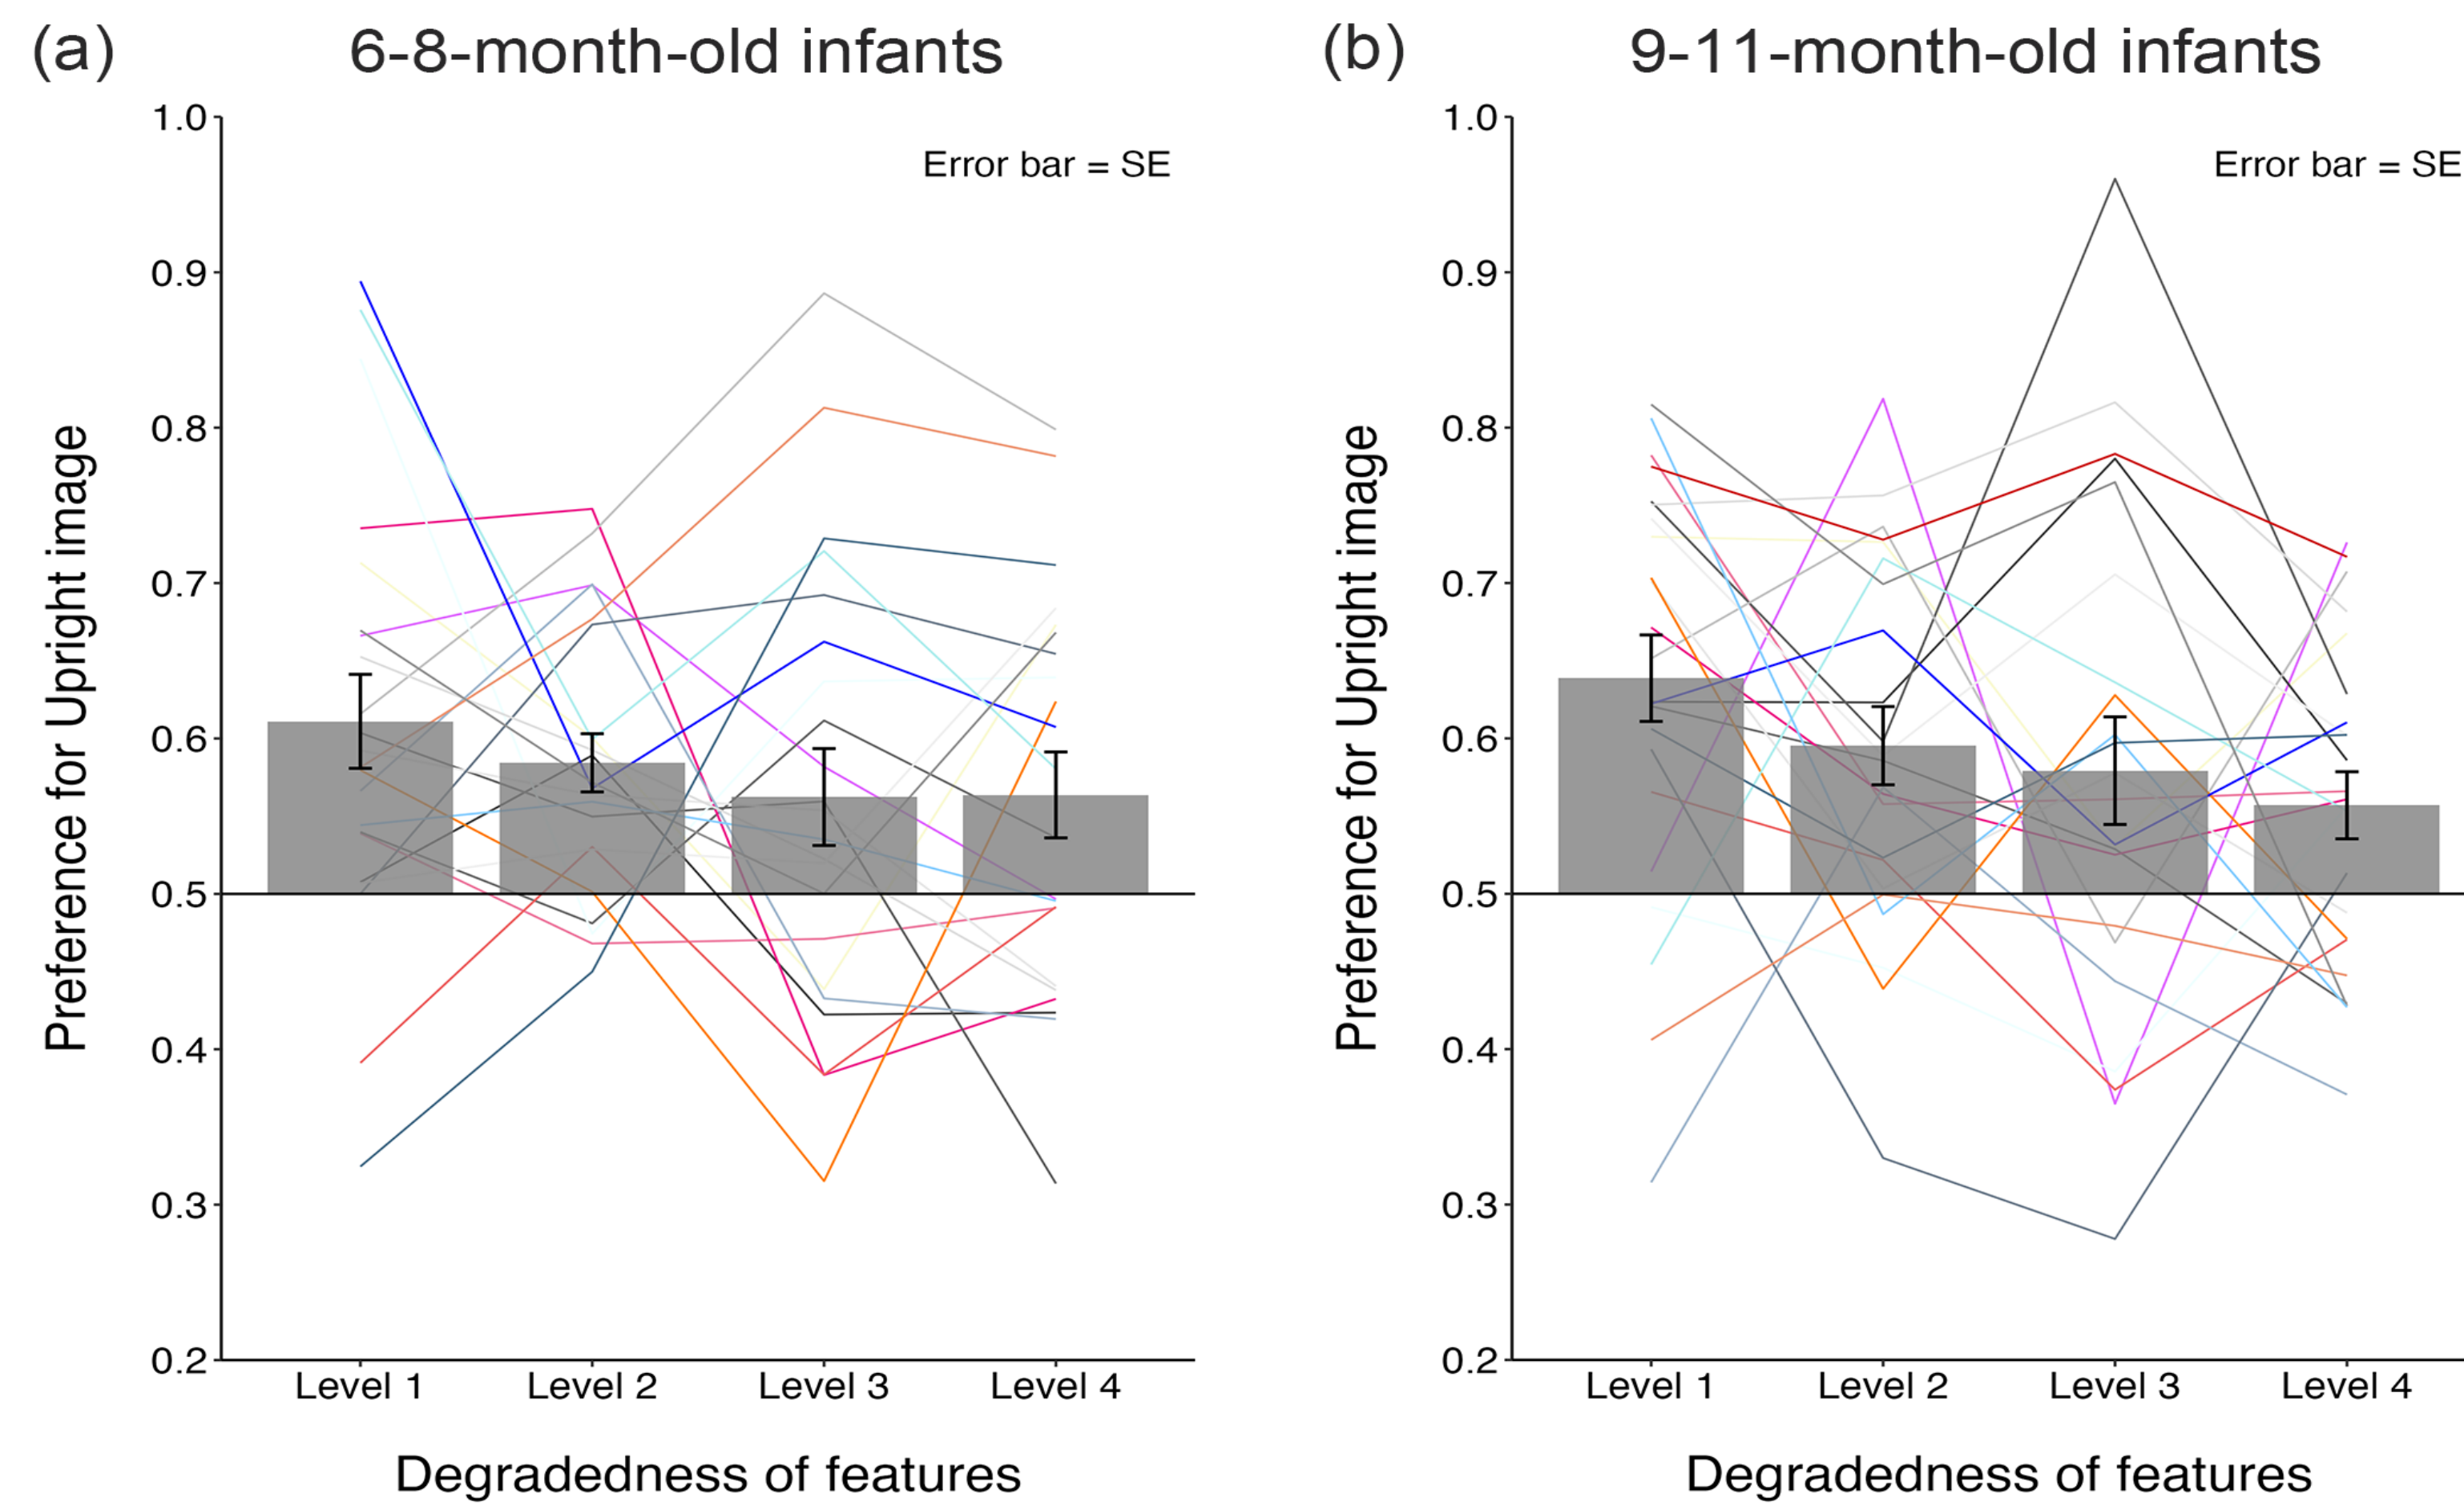 (a)
6-8-month-old infants
Error bar = SE
Preference for Upright image
1.0
0.9
0.8
0.7
0.6
0.5
0.4
0.3
0.2
Level 1 Level 2 Level 3 Level 4
Degradedness of features
(b)
9-11-month-old infants
Error bar = SE
Preference for Upright image
1.0
0.9
0.8
0.7
0.6
0.5
0.4
0.3
0.2
Level 1 Level 2 Level 3 Level 4
Degradedness of features